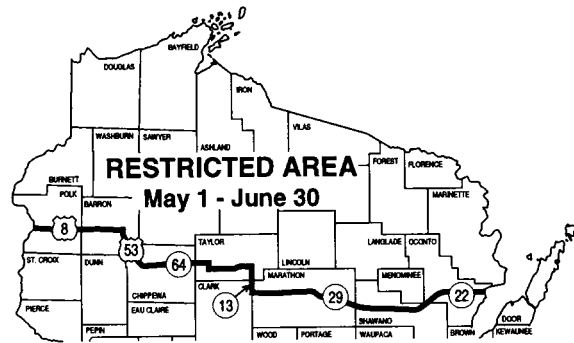 BAYFIELD
DOUGLAS
IRON
VILAS
WASHBURN
SAWYER
ASHLAND
FOREST
FLORENCE
RESTRICTED AREA
May 1 - June 30
BURNETT
POLK
BARRON
MARINETTE
8
53
64
TAYLOR
LANGLADE
OCONTO
ST. CROIX
DUNN
LINCOLN
MARATHON
MENOMINEE
CLARK
CHIPPEWA
13
29
22
PIERCE
EAU CLAIRE
SHAWANO
DOOR
PEPIN
WOOD
PORTAGE
WAUPACA
BROWN
KEWAUNEE